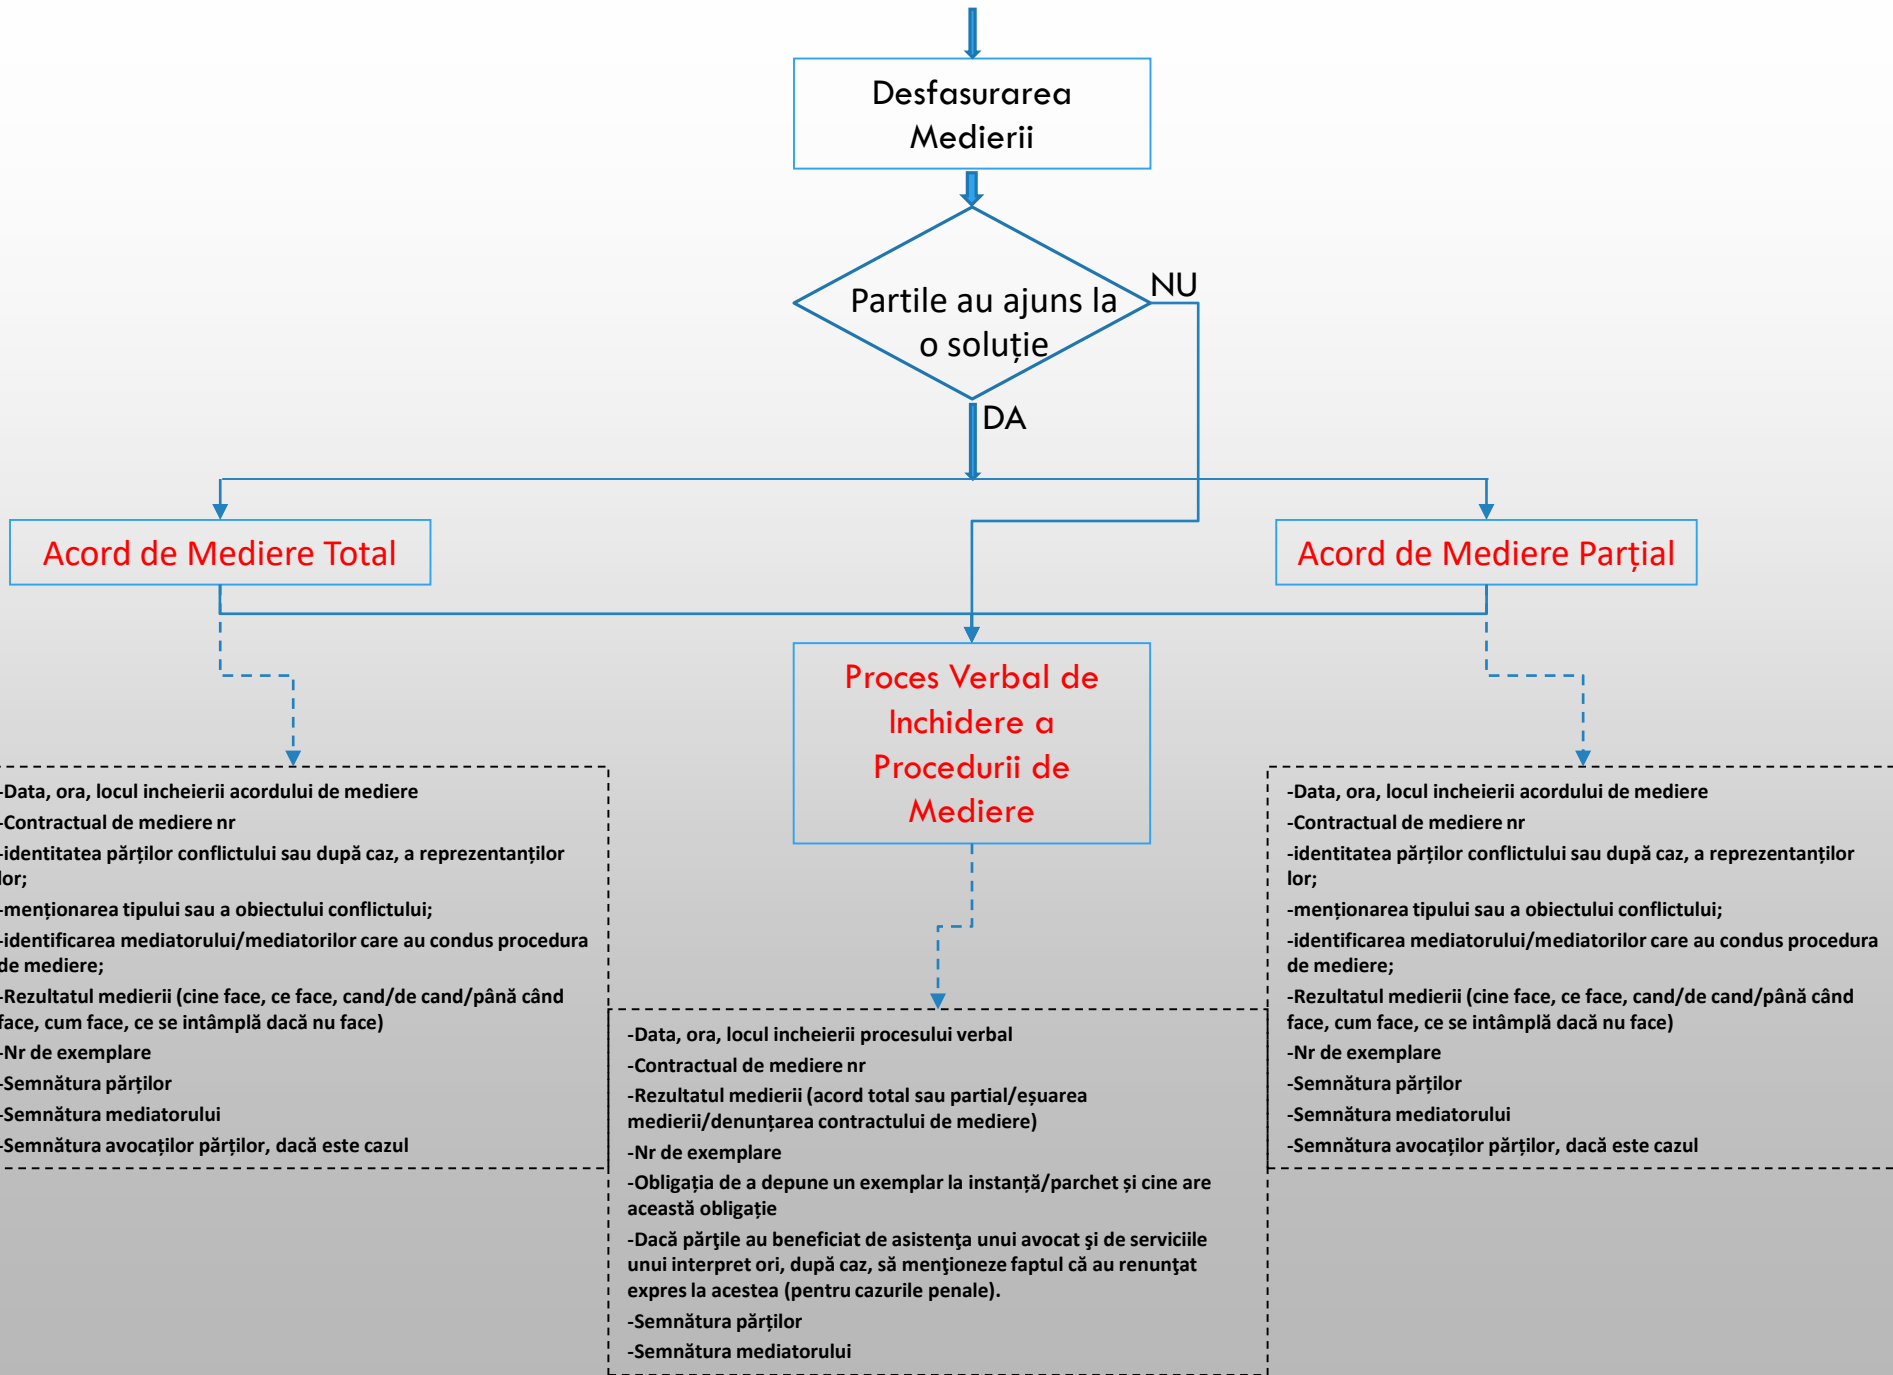 Desfasurarea
Medierii
Partile au ajuns la
o soluție
NU
DA
Acord de Mediere Total
Acord de Mediere Parțial
Proces Verbal de
Inchidere a
Procedurii de
Mediere
-Data, ora, locul incheierii acordului de mediere
-Contractual de mediere nr
-identitatea părților conflictului sau după caz, a reprezentanților
lor;
-menționarea tipului sau a obiectului conflictului;
-identificarea mediatorului/mediatorilor care au condus procedura
de mediere;
-Rezultatul medierii (cine face, ce face, cand/de cand/până când
face, cum face, ce se intâmplă dacă nu face)
-Nr de exemplare
-Semnătura părților
-Semnătura mediatorului
-Semnătura avocaților părților, dacă este cazul
-Data, ora, locul incheierii procesului verbal
-Contractual de mediere nr
-Rezultatul medierii (acord total sau partial/eșuarea
medierii/denunțarea contractului de mediere)
-Nr de exemplare
-Obligația de a depune un exemplar la instanță/parchet și cine are
această obligație
-Dacă părţile au beneficiat de asistenţa unui avocat şi de serviciile
unui interpret ori, după caz, să menţioneze faptul că au renunţat
expres la acestea (pentru cazurile penale).
-Semnătura părților
-Semnătura mediatorului
-Data, ora, locul incheierii acordului de mediere
-Contractual de mediere nr
-identitatea părților conflictului sau după caz, a reprezentanților
lor;
-menționarea tipului sau a obiectului conflictului;
-identificarea mediatorului/mediatorilor care au condus procedura
de mediere;
-Rezultatul medierii (cine face, ce face, cand/de cand/până când
face, cum face, ce se intâmplă dacă nu face)
-Nr de exemplare
-Semnătura părților
-Semnătura mediatorului
-Semnătura avocaților părților, dacă este cazul